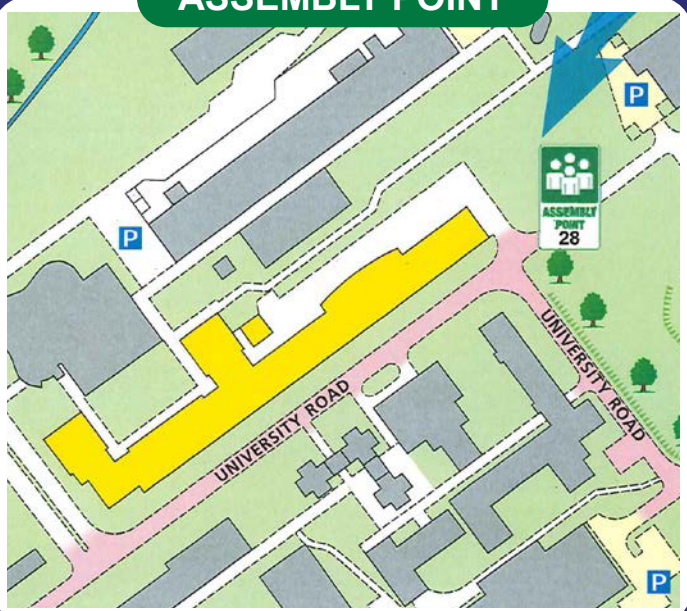 ASSEMBLY POINT
P
ASSEMBLY
POINT
28
P
UNIVERSITY ROAD
UNIVERSITY ROAD
P